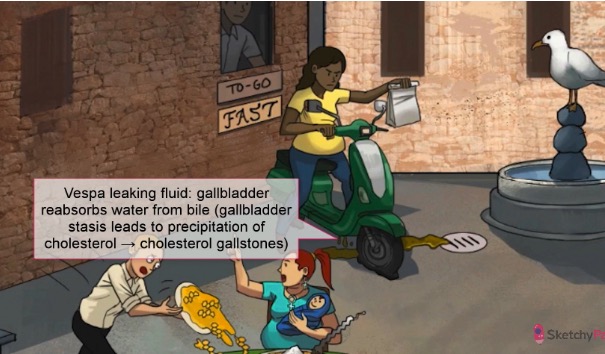 TO-GO
FAST
Vespa leaking fluid: gallbladder
reabsorbs water from bile (gallbladder
stasis leads to precipitation of
cholesterol → cholesterol gallstones)